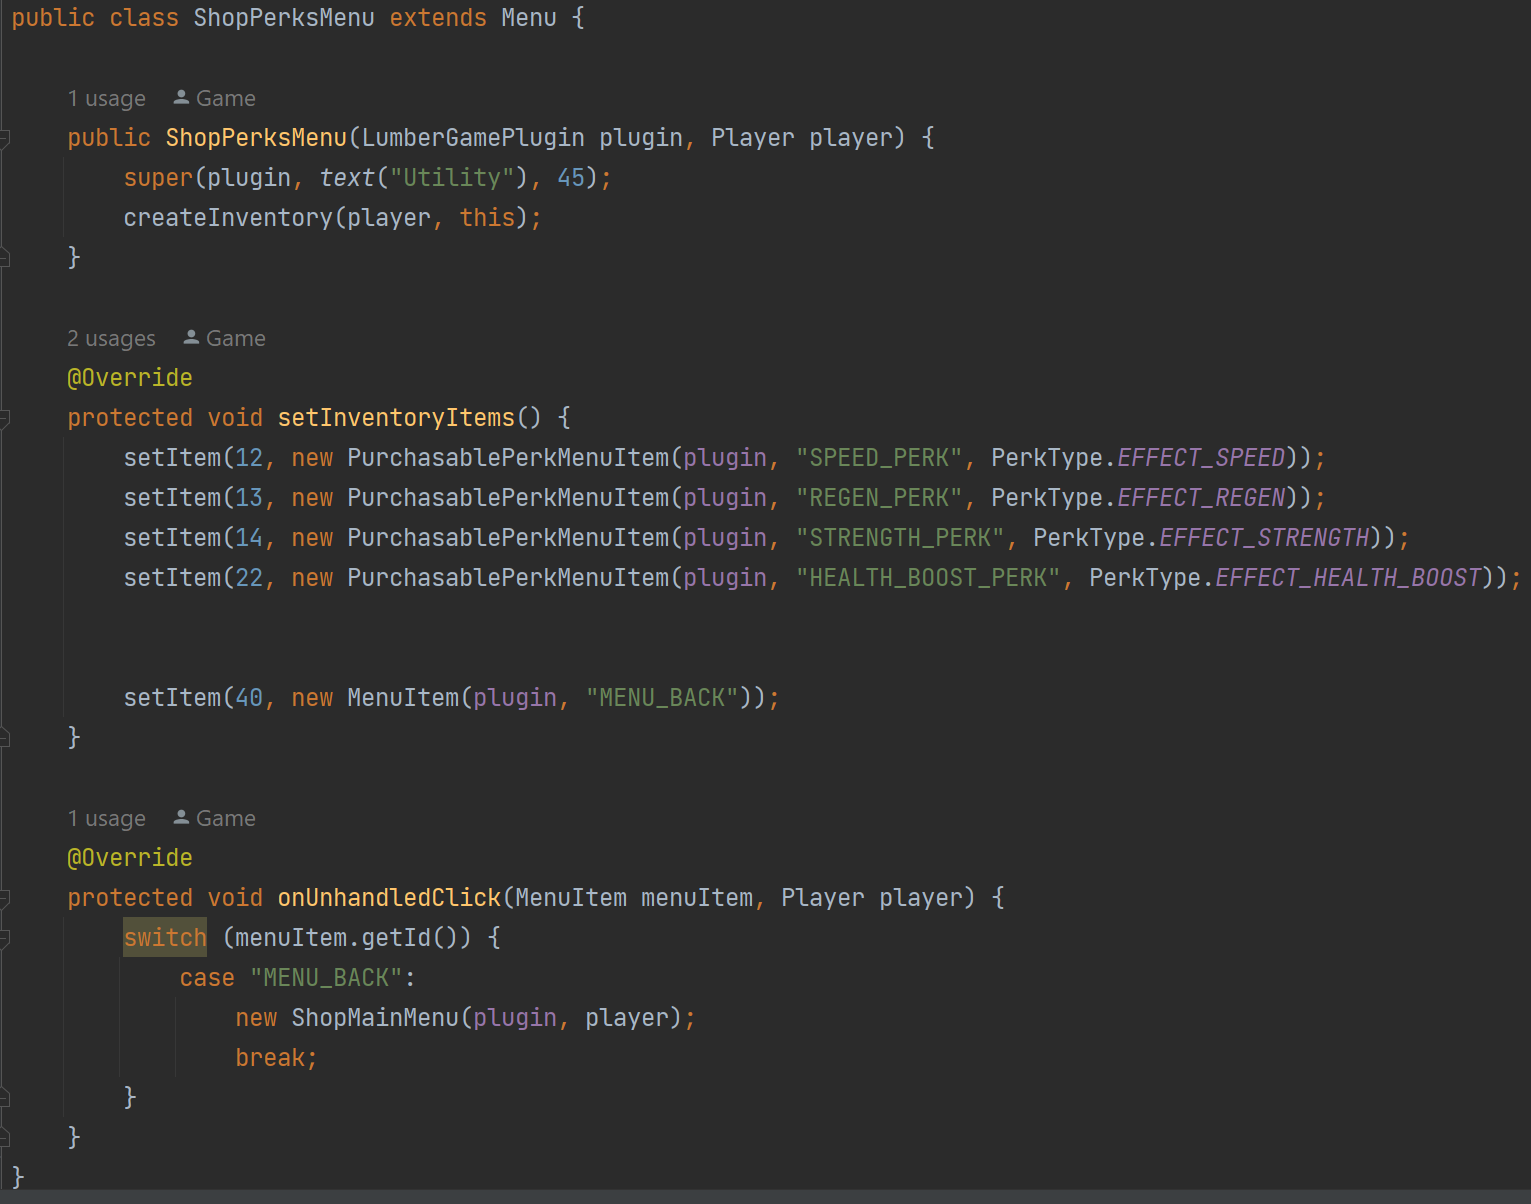 public class ShopPerksMenu extends Menu {
1 usage Game
public ShopPerksMenu(LumberGamePlugin plugin, Player player) {
super(plugin, text("Utility"), 45);
createInventory(player, this);
}
2 usages Game
@Override
protected void setInventoryItems() {
setItem(12, new PurchasablePerkMenuItem(plugin, "SPEED_PERK", PerkType.EFFECT_SPEED));
setItem(13, new PurchasablePerkMenuItem(plugin, "REGEN_PERK", PerkType.EFFECT_REGEN));
setItem(14, new PurchasablePerkMenuItem(plugin, "STRENGTH_PERK", PerkType.EFFECT_STRENGTH));
setItem(22, new PurchasablePerkMenuItem(plugin, "HEALTH_BOOST_PERK", PerkType.EFFECT_HEALTH_BOOST));
setItem(40, new MenuItem(plugin, "MENU_BACK"));
}
1 usage Game
@Override
protected void onUnhandledClick(MenuItem menuItem, Player player) {
switch (menuItem.getId()) {
case "MENU_BACK":
new ShopMainMenu(plugin, player);
break;
}
}
}